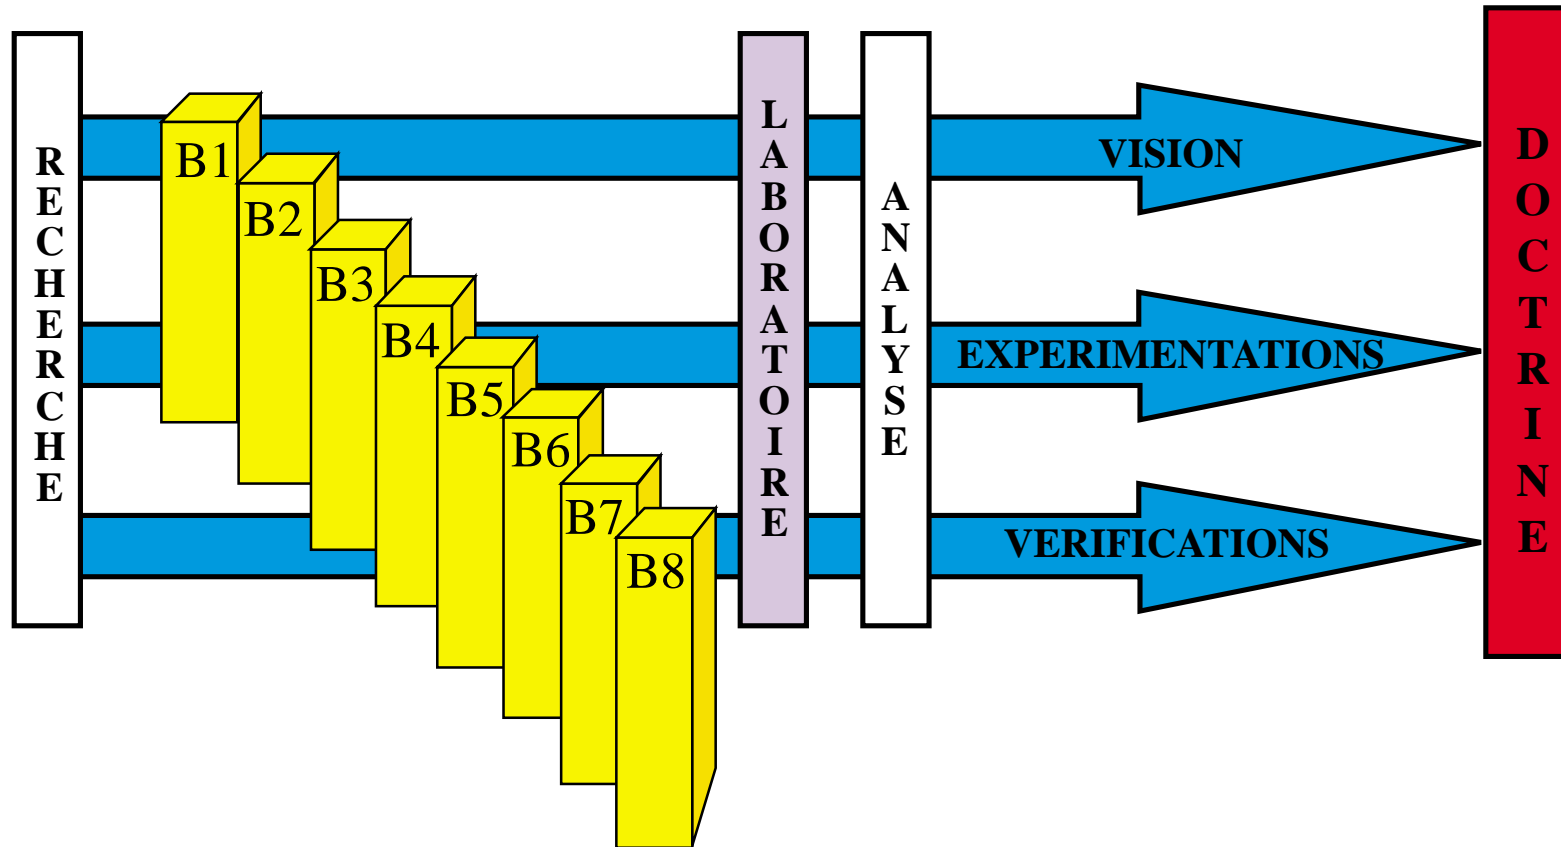 RECHERCHE
B1
B2
B3
B4
B5
B6
B7
B8
LABORATOIRE
ANALYSE
VISION
EXPERIMENTATIONS
VERIFICATIONS
DOCTRINE